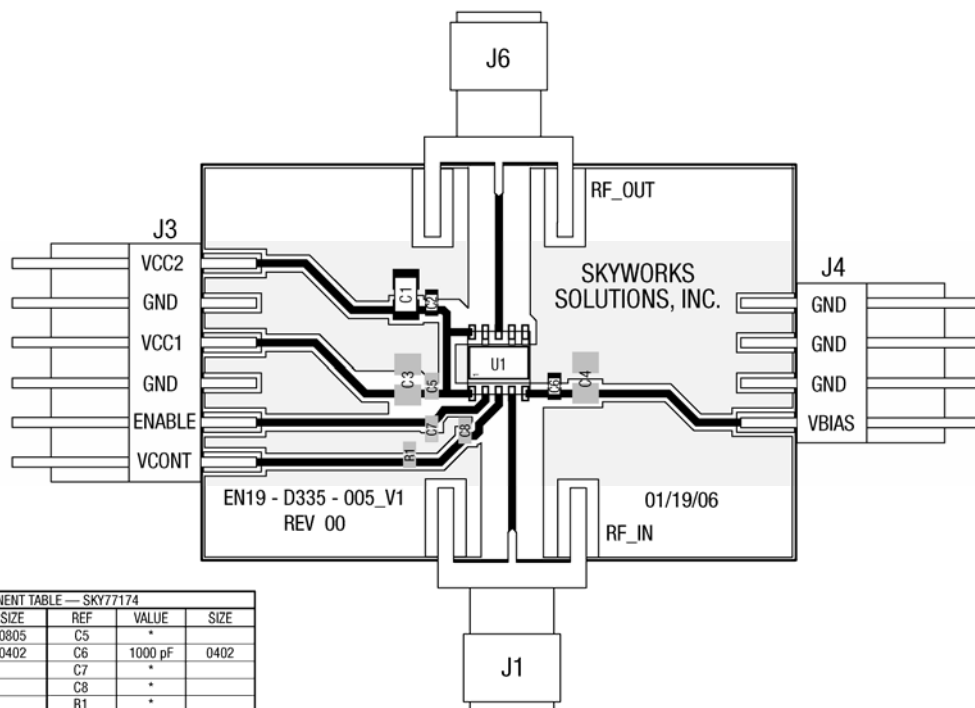 J6
RF_OUT
J3
VCC2
GND
VCC1
GND
ENABLE
VCONT
C1
C2
C3
C5
C7
C8
R1
U1
C6
C4
SKYWORKS
SOLUTIONS, INC.
J4
GND
GND
GND
VBIAS
EN19 - D335 - 005_V1
REV 00
01/19/06
RF_IN
J1
TABLE — SKY77174
SIZE REF VALUE SIZE
0805 C5 *
0402 C6 1000 pF 0402
C7 *
C8 *
R1 *